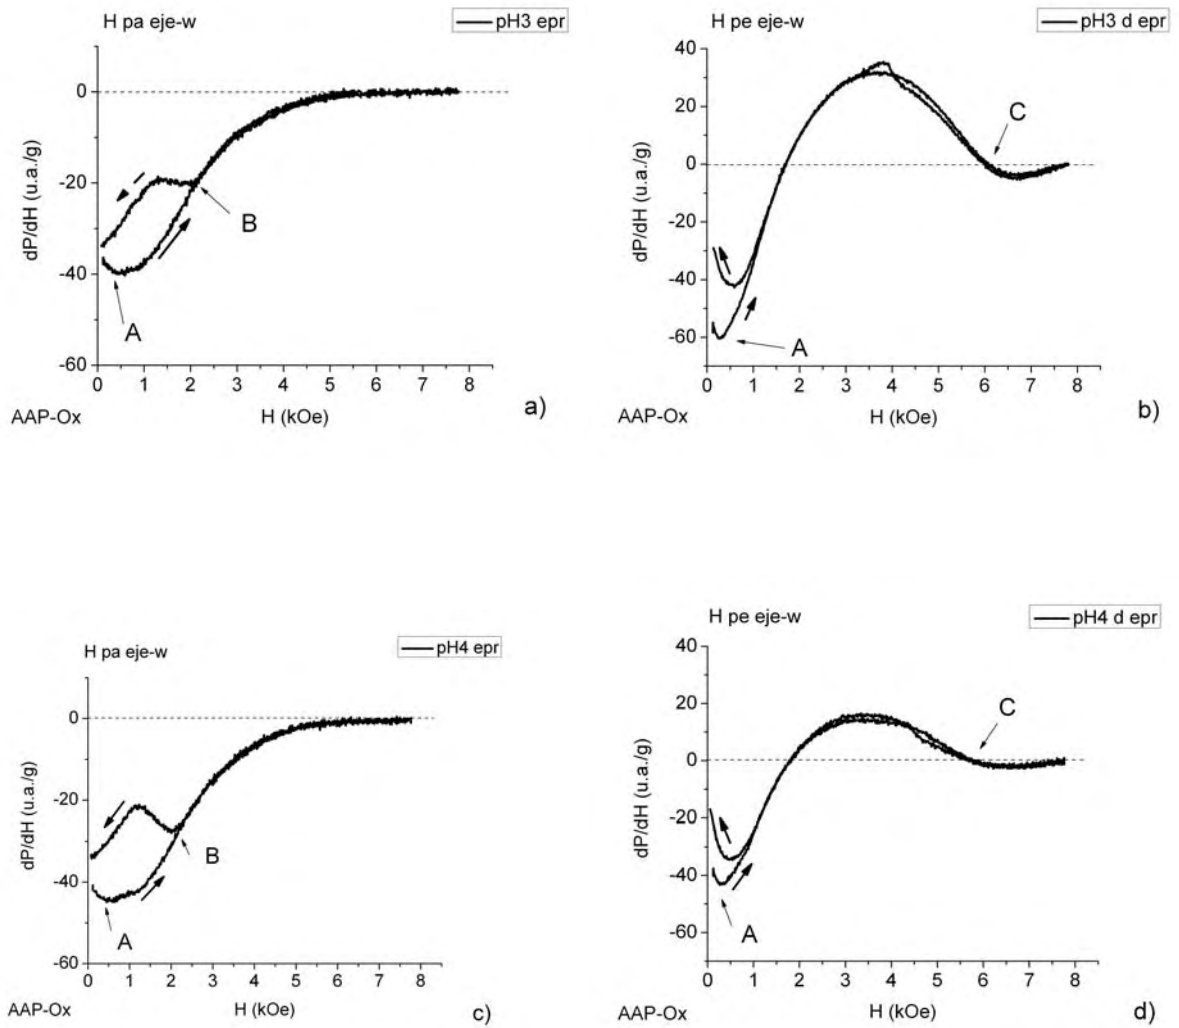 H pa eje-w
pH3 epr
0
-20
-40
-60
dP/dH (u.a./g)
A
B
0 1 2 3 4 5 6 7 8
AAP-Ox
H (kOe)
a)
H pe eje-w
pH3 d epr
40
20
0
-20
-40
-60
dP/dH (u.a./g)
C
A
0 1 2 3 4 5 6 7 8
AAP-Ox
H (kOe)
b)
H pa eje-w
pH4 epr
0
-20
-40
-60
dP/dH (u.a./g)
B
A
0 1 2 3 4 5 6 7 8
AAP-Ox
H (kOe)
c)
H pe eje-w
pH4 d epr
40
20
0
-20
-40
-60
dP/dH (u.a./g)
C
A
0 1 2 3 4 5 6 7 8
AAP-Ox
H (kOe)
d)